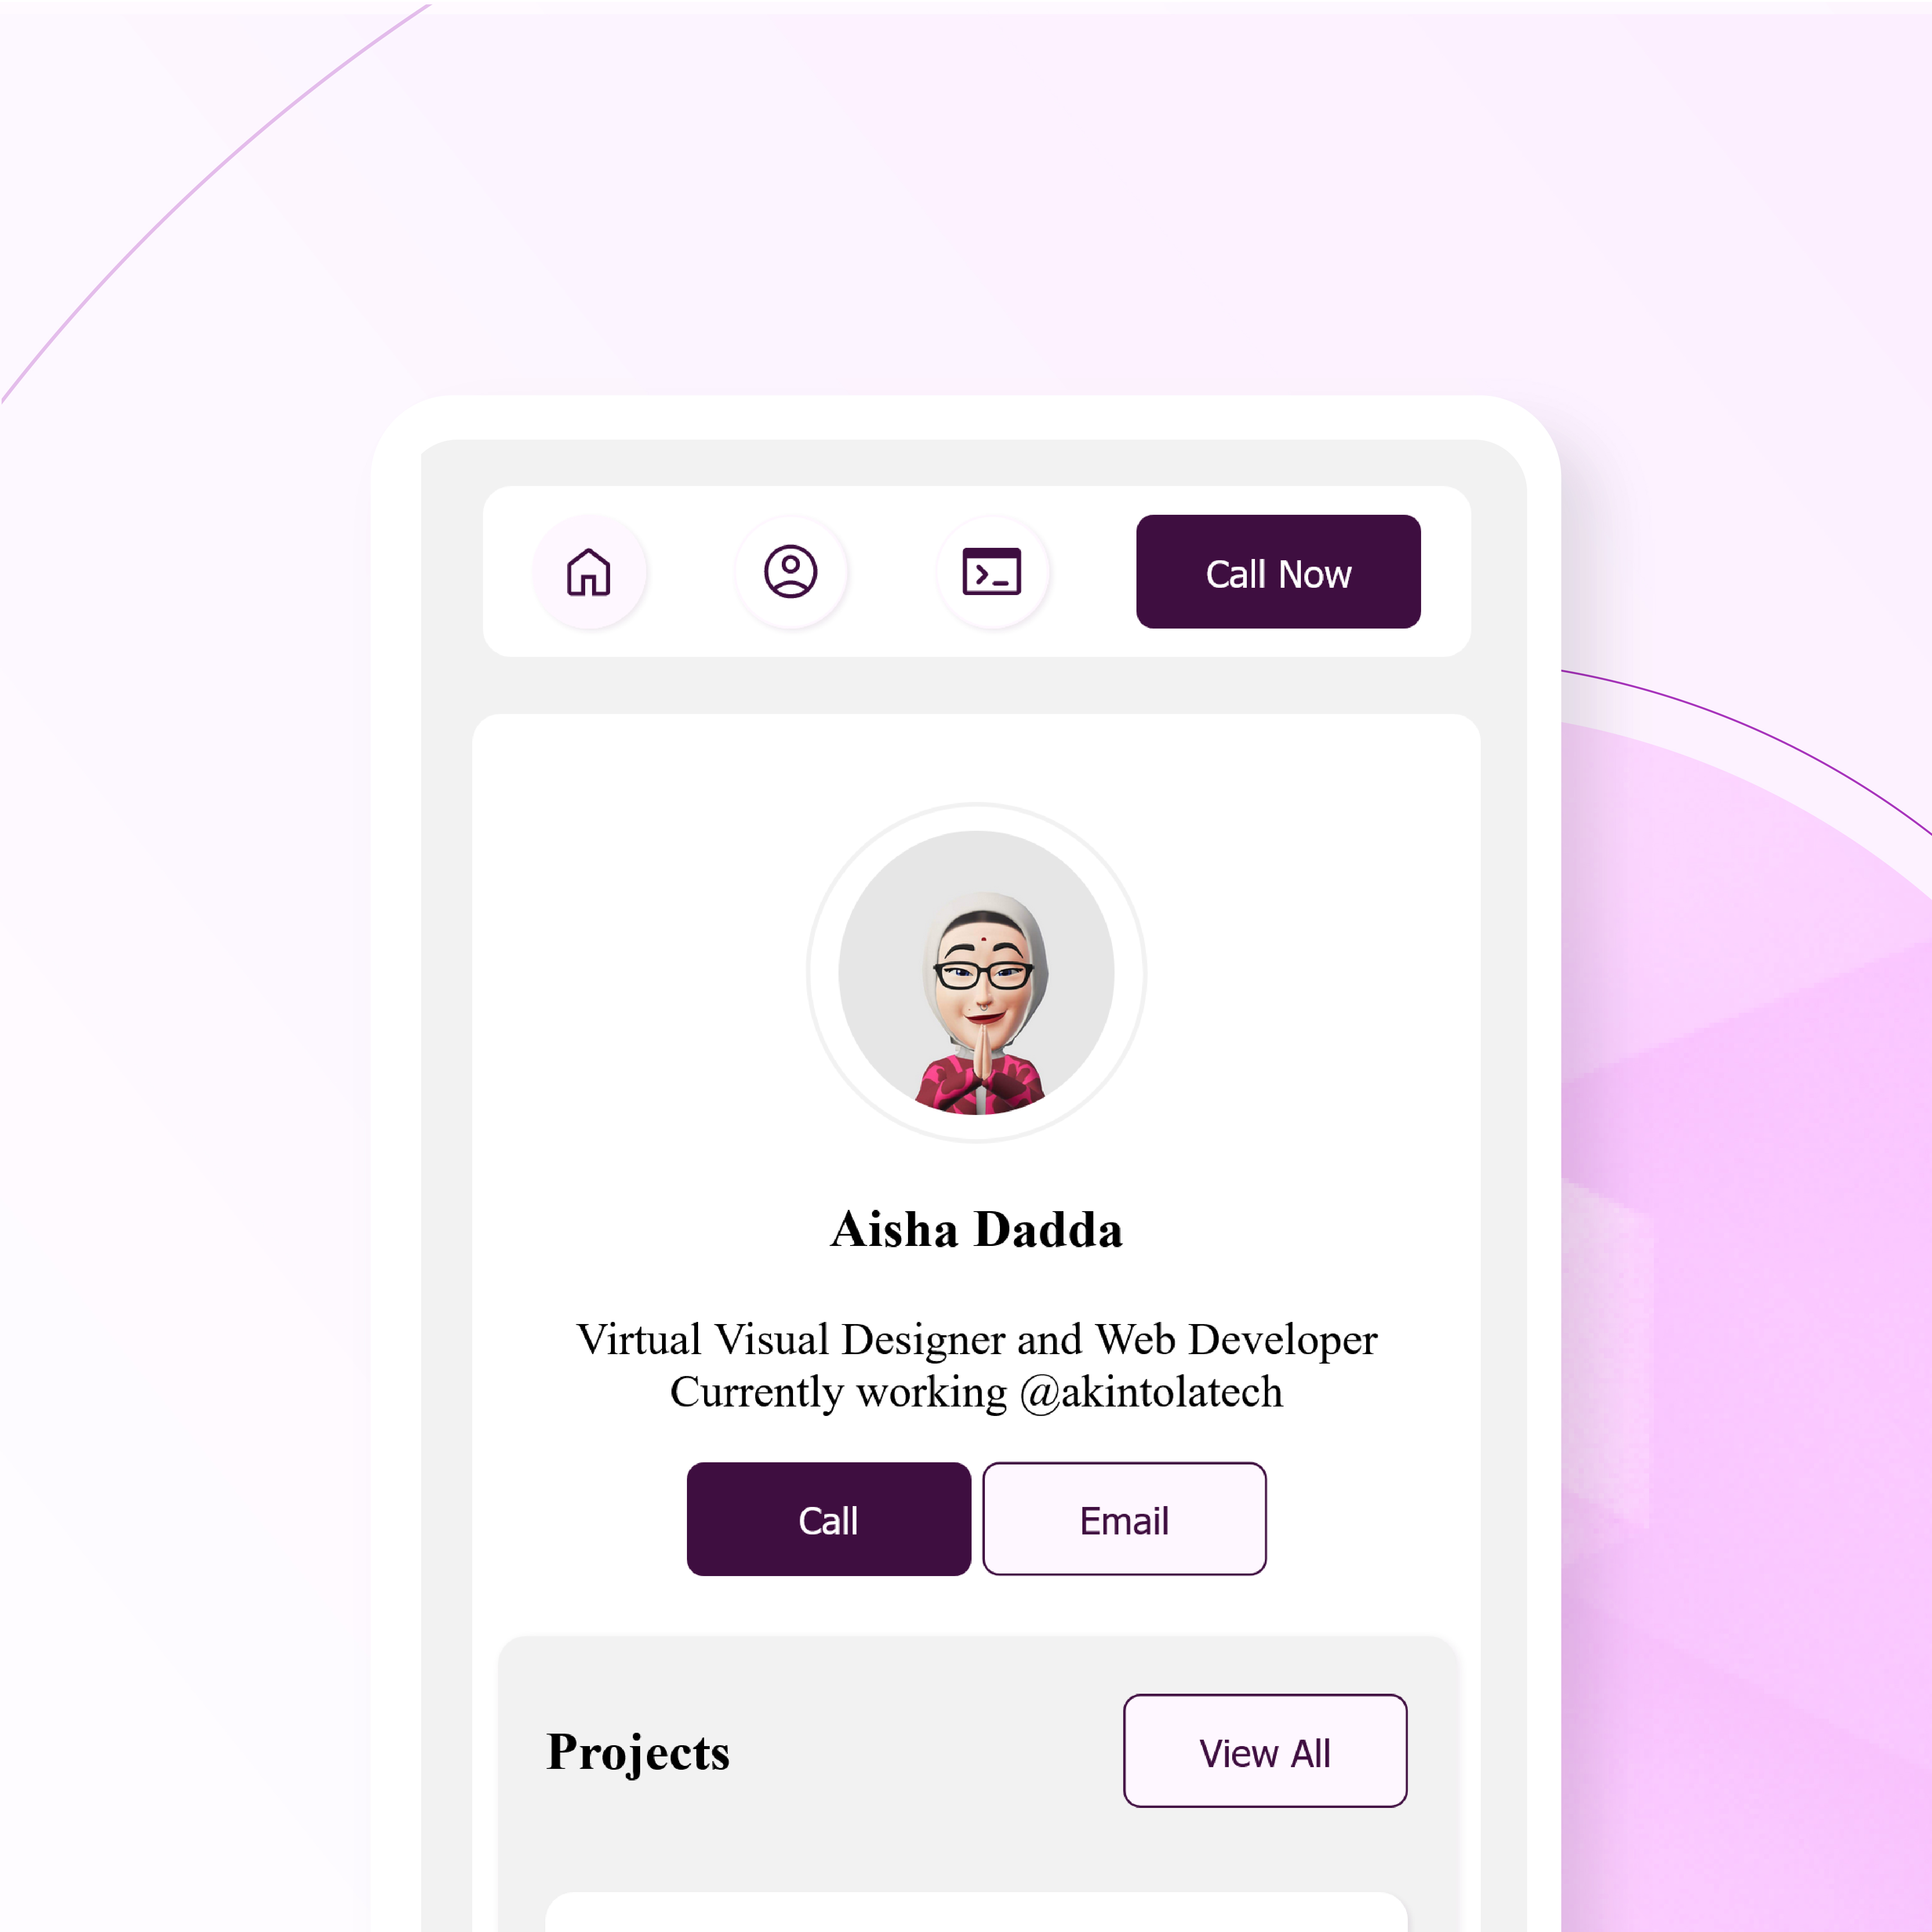 Call Now
Aisha Dadda
Virtual Visual Designer and Web Developer
Currently working @akintolatech
Call
Email
Projects
View All